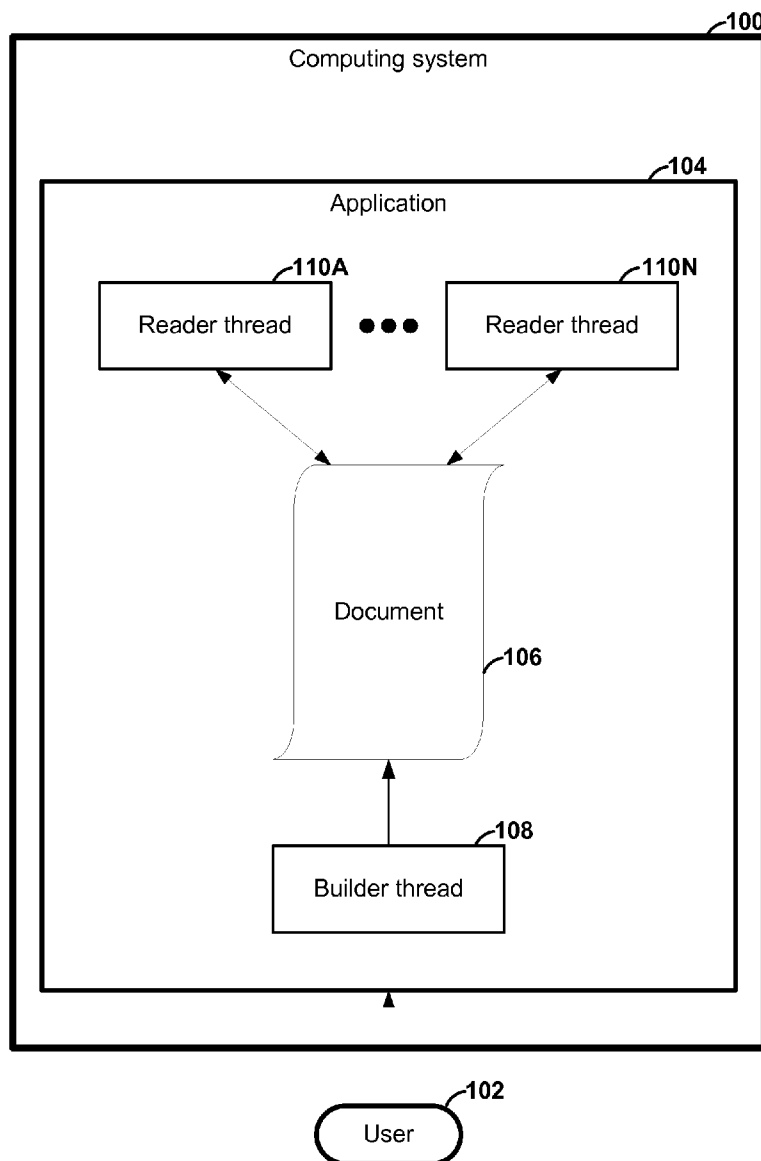 100
Computing system
104
Application
110A
110N
Reader thread
Reader thread
Document
106
108
Builder thread
102
User